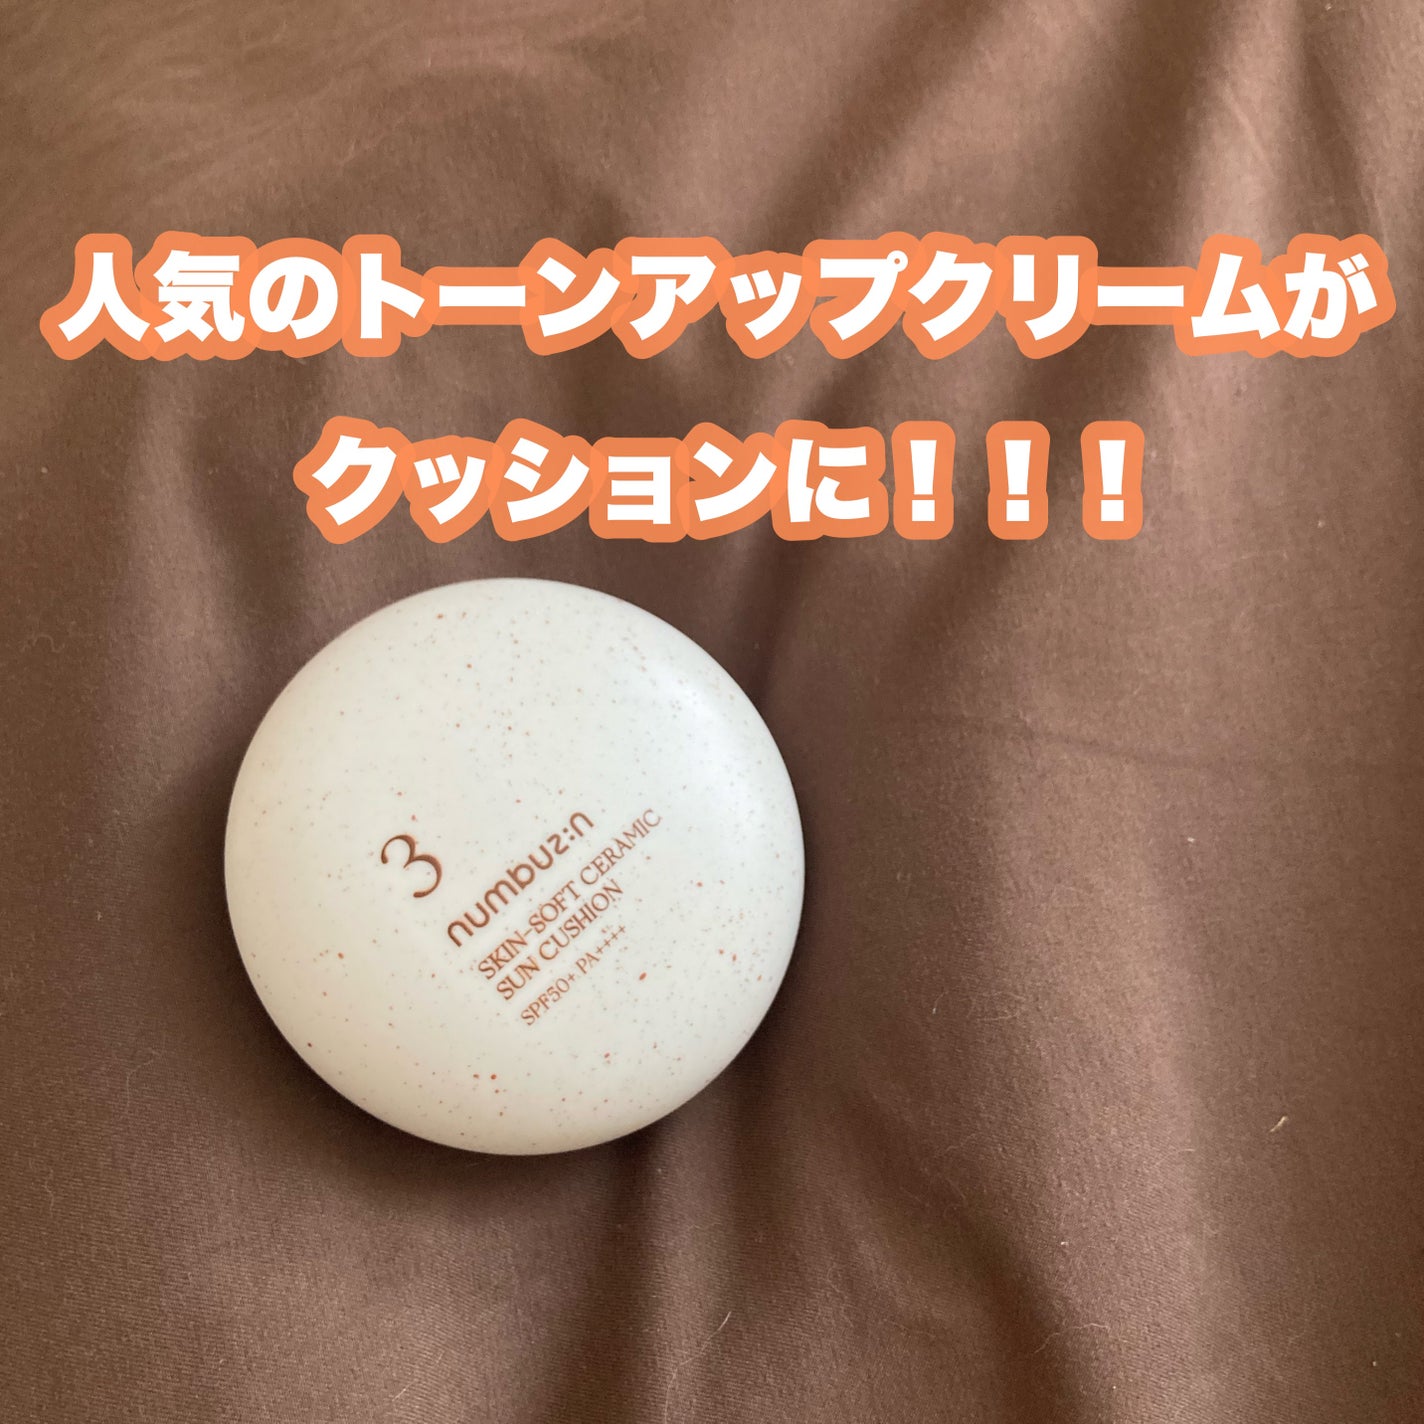 人気のトーンアップクリームが
クッションに！！！
3
numbuz:n
SKIN-SOFT CERAMIC
SUN CUSHION
SPF50+ PA++++